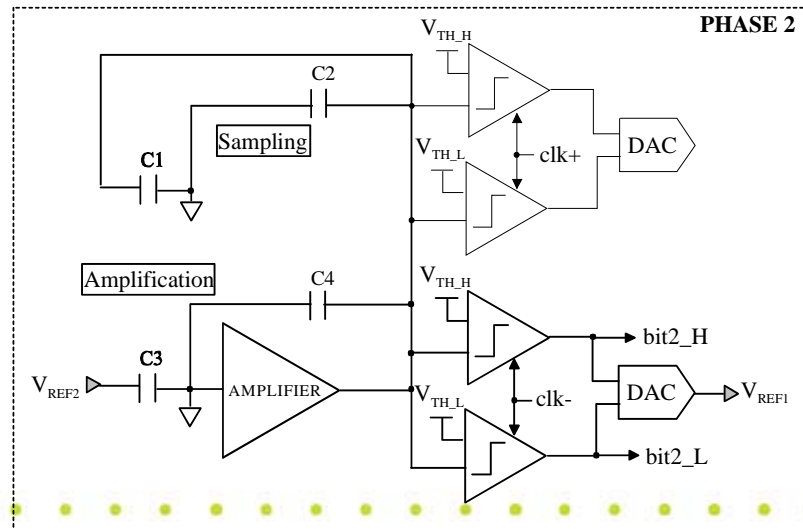 PHASE 2
V_TH_H
C2
Sampling
DAC
V_TH_L
clk+
C1
Amplification
C4
V_TH_H
bit2_H
C3
V_REF2
AMPLIFIER
DAC
V_REF1
V_TH_L
clk-
bit2_L